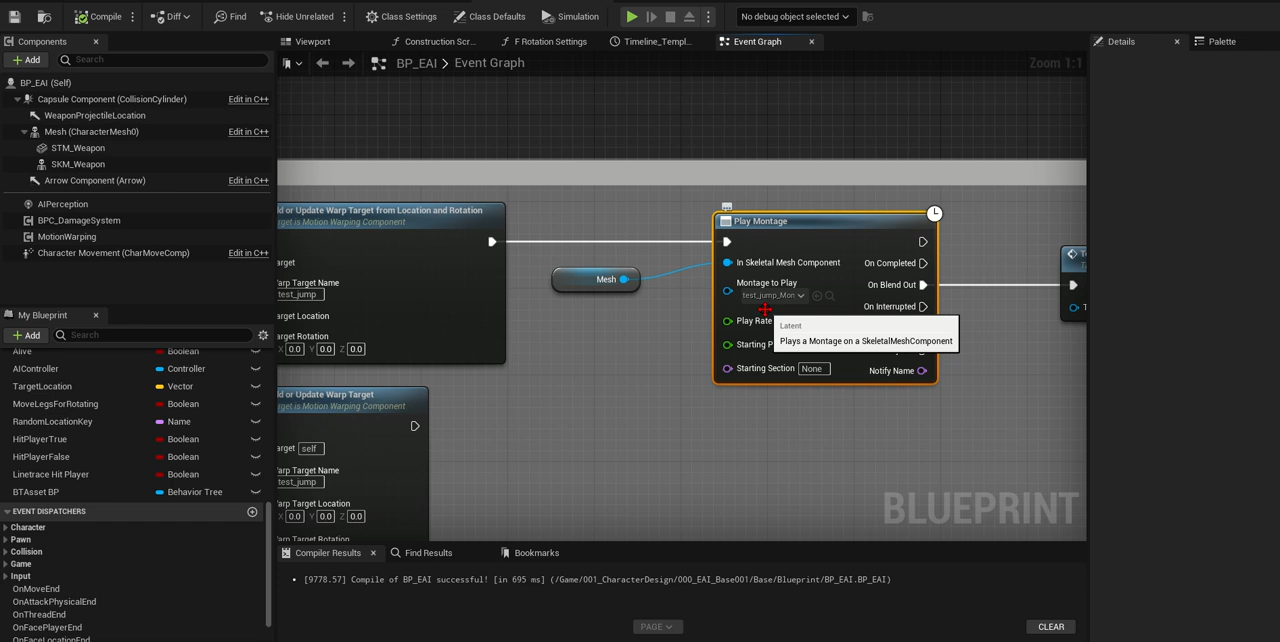 Compile
Diff
Find
Hide Unrelated
Class Settings
Class Defaults
Simulation
No debug object selected
Components
Viewport
Construction Scr...
F Rotation Settings
Timeline_Templ...
Event Graph
Details
Palette
Add
Search
BP_EAI > Event Graph
Zoom 1:1
BP_EAI (Self)
Capsule Component (CollisionCylinder)
Edit in C++
WeaponProjectileLocation
Mesh (CharacterMesh0)
Edit in C++
STM_Weapon
SKM_Weapon
Arrow Component (Arrow)
Edit in C++
AIPerception
BPC_DamageSystem
MotionWarping
Character Movement (CharMoveComp)
Edit in C++
My Blueprint
Add
Search
Alive
Boolean
AIController
Controller
TargetLocation
Vector
MoveLegsForRotating
Boolean
RandomLocationKey
Name
HitPlayerTrue
Boolean
HitPlayerFalse
Boolean
Linetrace Hit Player
Boolean
BTAsset BP
Behavior Tree
EVENT DISPATCHERS
Character
Pawn
Collision
Game
Input
OnMoveEnd
OnAttackPhysicalEnd
OnThreadEnd
OnFacePlayerEnd
OnFaceLocationEnd
d or Update Warp Target from Location and Rotation
rget is Motion Warping Component
arget
Warp Target Name
test_jump
arget Location
arget Rotation
X 0.0 Y 0.0 Z 0.0
d or Update Warp Target
rget is Motion Warping Component
arget self
Warp Target Name
test_jump
Warp Target Location
X 0.0 Y 0.0 Z 0.0
Warp Target Rotation
Mesh
Play Montage
In Skeletal Mesh Component
On Completed
Montage to Play
test_jump_Mon
On Blend Out
On Interrupted
Play Rate
Starting P
Starting Section None
Notify Name
Latent
Plays a Montage on a SkeletalMeshComponent
BLUEPRINT
Compiler Results
Find Results
Bookmarks
[9778.57] Compile of BP_EAI successful! [in 695 ms] (/Game/001_CharacterDesign/000_EAI_Base001/Base/Blueprint/BP_EAI.BP_EAI)
PAGE
CLEAR